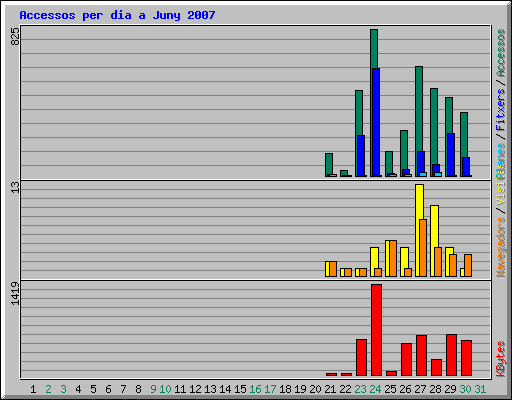 Accessos per dia a Juny 2007
825
13
1419
Navegadors / Visites
Planes / Fitxers / Accessos
KBytes
1 2 3 4 5 6 7 8 9 10 11 12 13 14 15 16 17 18 19 20 21 22 23 24 25 26 27 28 29 30 31